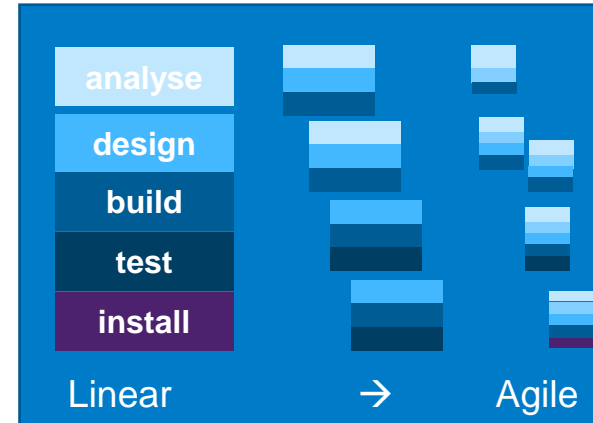 analyse
design
build
test
install
Linear → Agile